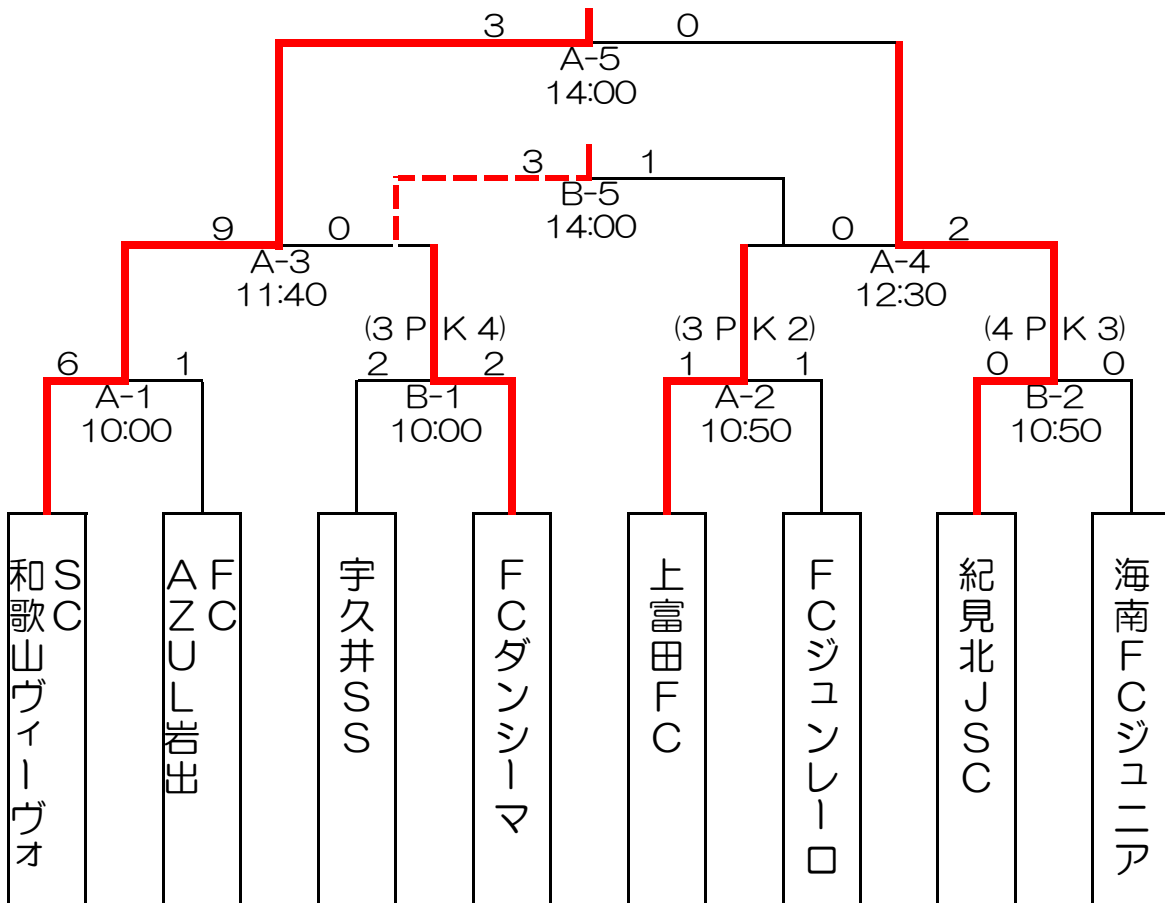 3 0
A-5
14:00
3 1
B-5
14:00
9 0
A-3
11:40
0 2
A-4
12:30
(3 PK 4)
(3 PK 2)
(4 PK 3)
6 1
A-1
10:00
2 2
B-1
10:00
1 1
A-2
10:50
0 0
B-2
10:50
SC
和歌山ヴィーヴォ
FC
AZUL岩出
宇久井SS
FCダンシーマ
上富田FC
FCジュンレーロ
紀見北JSC
海南FCジュニア